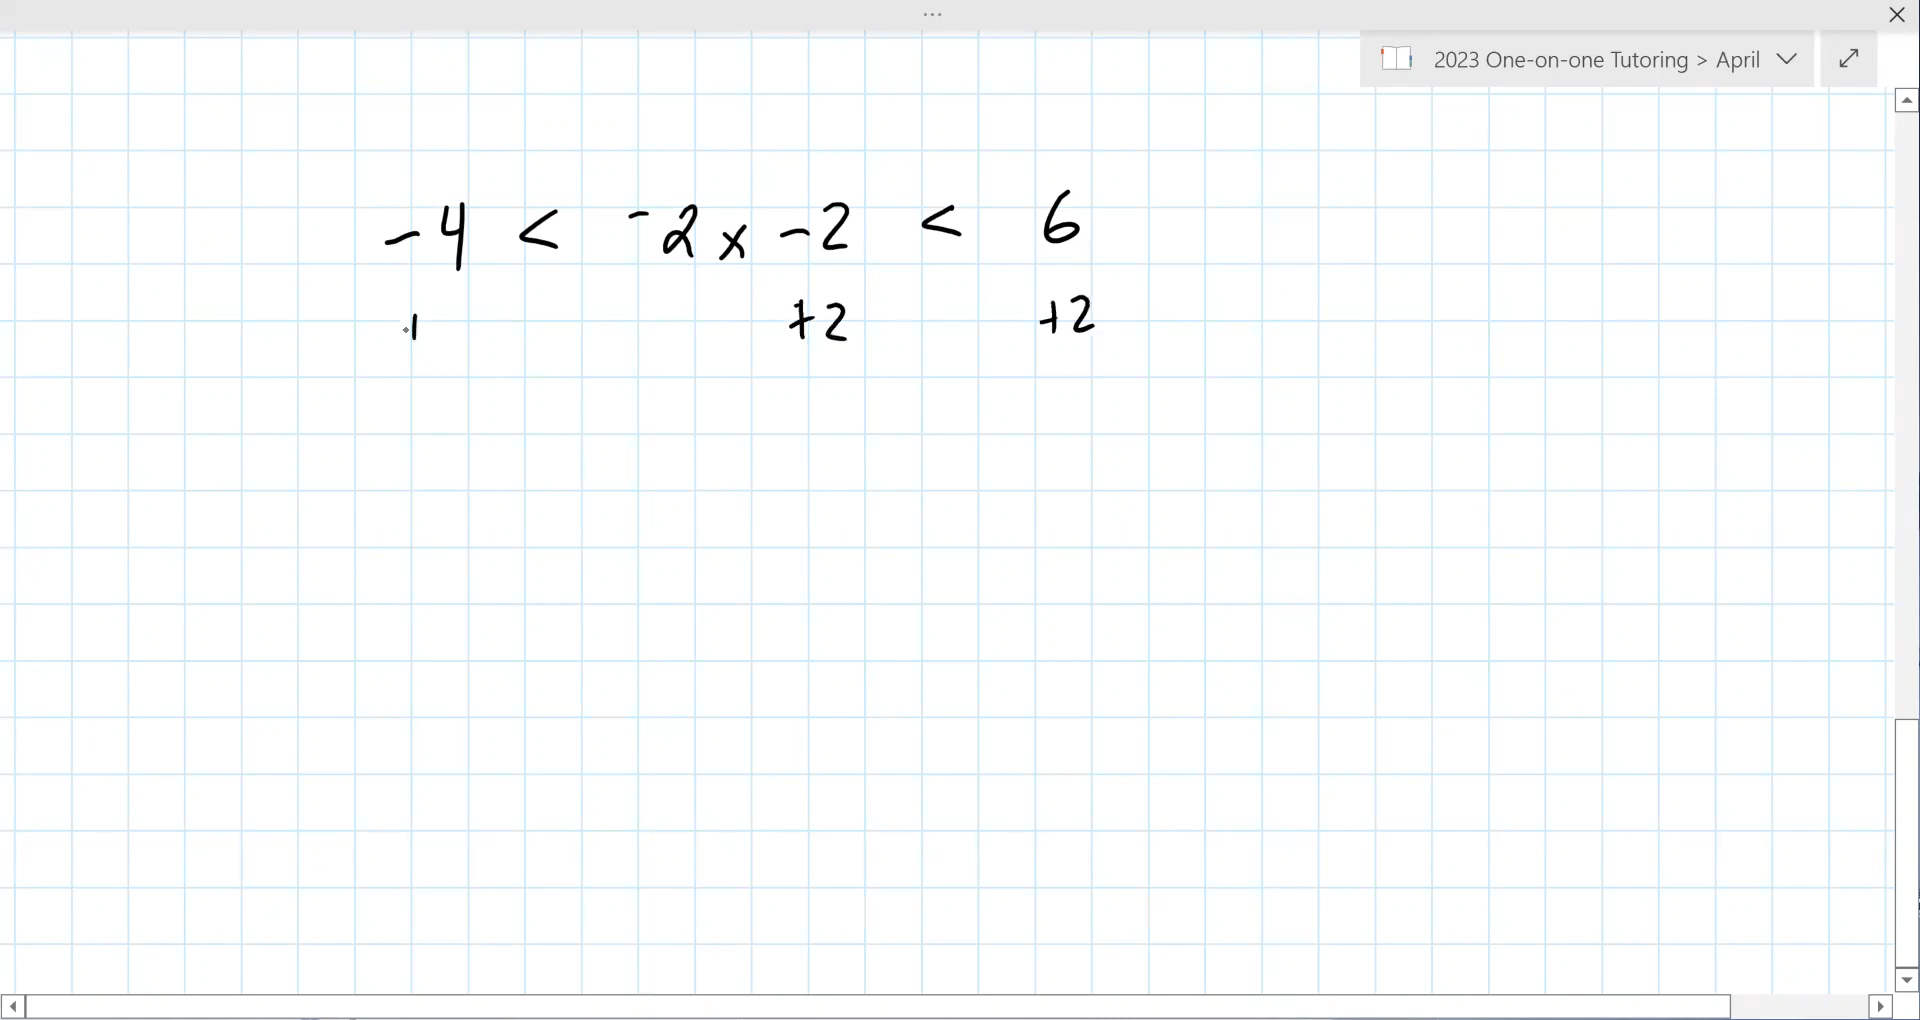 ...
2023 One-on-one Tutoring > April
-4 < -2x -2 < 6
+2 +2